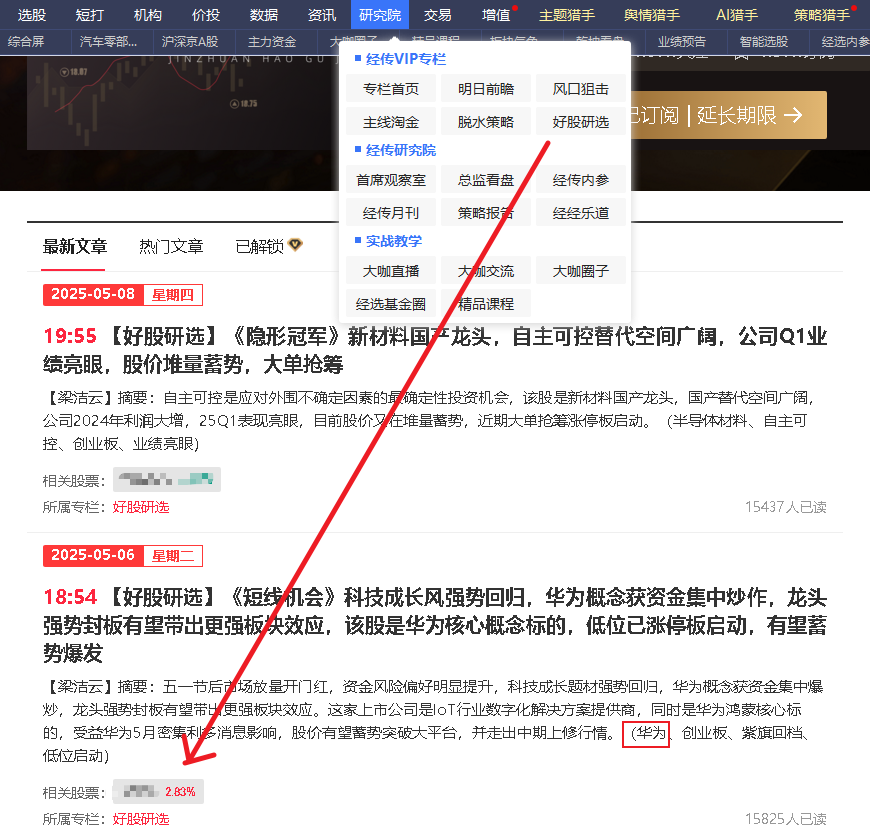 选股 短打 机构 价投 数据 资讯 研究院 交易 增值 主题猎手 舆情猎手 AI猎手 策略猎手
综合屏 汽车零部... 沪深京A股 主力资金 业绩预告 智能选股 经选内参
经传VIP专栏
JINZHUAN HAO GU
18.07
18.75
专栏首页 明日前瞻 风口狙击
主线淘金 脱水策略 好股研选
已订阅 | 延长期限 →
经传研究院
首席观察室 总监看盘 经传内参
经传月刊 策略报告 经经乐道
实战教学
最新文章 热门文章 已解锁
大咖直播 大咖交流 大咖圈子
经选基金圈 精品课程
2025-05-08 星期四
19:55 【好股研选】《隐形冠军》新材料国产龙头，自主可控替代空间广阔，公司Q1业
绩亮眼，股价堆量蓄势，大单抢筹
【梁洁云】摘要：自主可控是应对外围不确定因素的最确定性投资机会，该股是新材料国产龙头，国产替代空间广阔，
公司2024年利润大增，25Q1表现亮眼，目前股价又在堆量蓄势，近期大单抢筹涨停板启动。（半导体材料、自主可
控、创业板、业绩亮眼）
相关股票：
所属专栏：好股研选 15437人已读
2025-05-06 星期二
18:54 【好股研选】《短线机会》科技成长风强势回归，华为概念获资金集中炒作，龙头
强势封板有望带出更强板块效应，该股是华为核心概念标的，低位已涨停板启动，有望蓄
势爆发
【梁洁云】摘要：五一节后市场放量开门红，资金风险偏好明显提升，科技成长题材强势回归，华为概念获资金集中爆
炒，龙头强势封板有望带出更强板块效应。这家上市公司是IoT行业数字化解决方案提供商，同时是华为鸿蒙核心标
的，受益华为5月密集利多消息影响，股价有望蓄势突破大平台，并走出中期上修行情。（华为、创业板、紫旗回档、
低位启动）
相关股票： 2.83%
所属专栏：好股研选 15825人已读